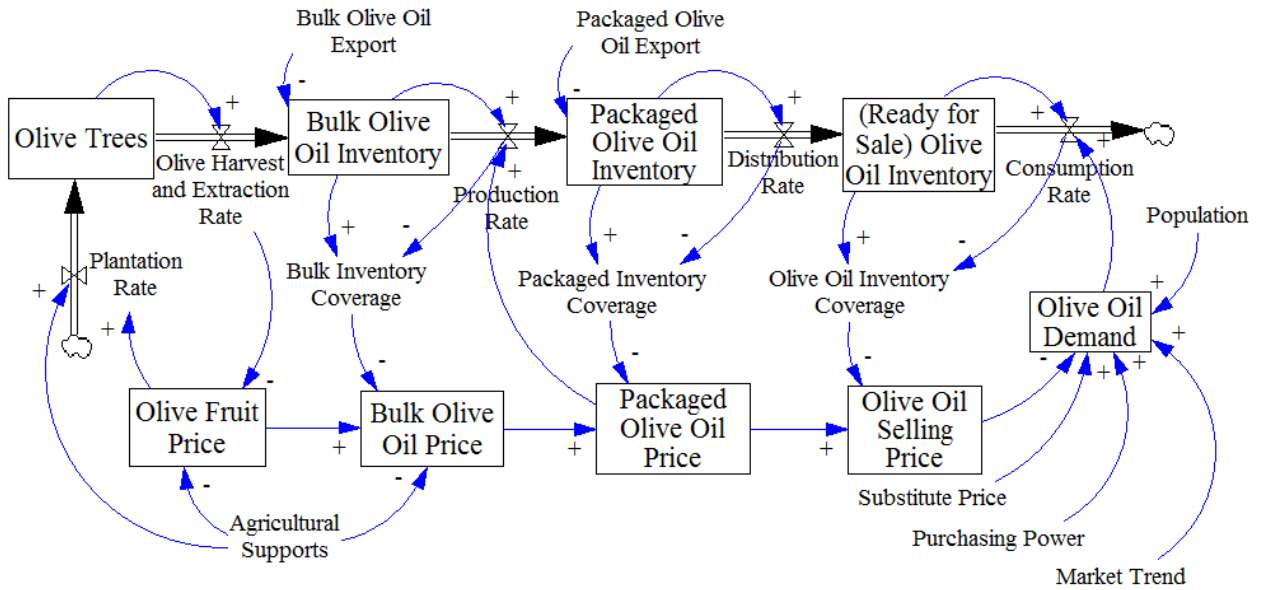 Bulk Olive Oil
Export
Packaged Olive
Oil Export
+
-
+
-
+
+
+
Olive Trees
Bulk Olive
Oil Inventory
Packaged
Olive Oil
Inventory
(Ready for
Sale) Olive
Oil Inventory
Olive Harvest
and Extraction
Rate
+
Production
Rate
Distribution
Rate
Consumption
Rate
Population
+
-
+
-
+
-
Plantation
Rate
+
Bulk Inventory
Coverage
Packaged Inventory
Coverage
Olive Oil Inventory
Coverage
+
+
Olive Oil
Demand
+
-
+
+
-
-
-
-
Olive Fruit
Price
Bulk Olive
Oil Price
Packaged
Olive Oil
Price
Olive Oil
Selling
Price
+
+
+
-
-
Agricultural
Supports
Substitute Price
Purchasing Power
Market Trend